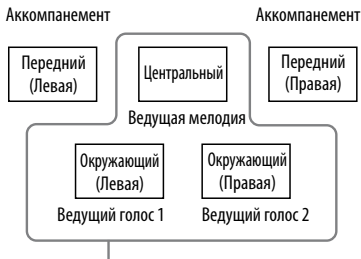 Аккомпанемент
Аккомпанемент
Передний
(Левая)
Центральный
Передний
(Правая)
Ведущая мелодия
Окружающий
(Левая)
Окружающий
(Правая)
Ведущий голос 1
Ведущий голос 2